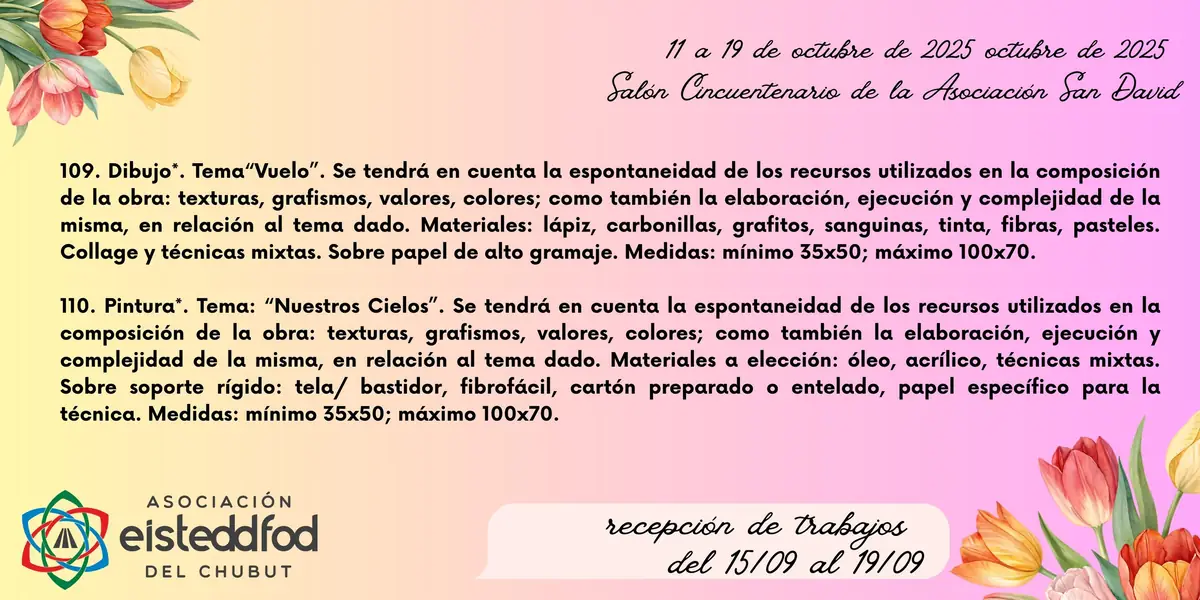 11 a 19 de octubre de 2025 octubre de 2025
Salón Cincuentenario de la Asociación San David
109. Dibujo*. Tema“Vuelo”. Se tendrá en cuenta la espontaneidad de los recursos utilizados en la composición
de la obra: texturas, grafismos, valores, colores; como también la elaboración, ejecución y complejidad de la
misma, en relación al tema dado. Materiales: lápiz, carbonillas, grafitos, sanguinas, tinta, fibras, pasteles.
Collage y técnicas mixtas. Sobre papel de alto gramaje. Medidas: mínimo 35x50; máximo 100x70.
110. Pintura*. Tema: “Nuestros Cielos”. Se tendrá en cuenta la espontaneidad de los recursos utilizados en la
composición de la obra: texturas, grafismos, valores, colores; como también la elaboración, ejecución y
complejidad de la misma, en relación al tema dado. Materiales a elección: óleo, acrílico, técnicas mixtas.
Sobre soporte rígido: tela/ bastidor, fibrofácil, cartón preparado o entelado, papel específico para la
técnica. Medidas: mínimo 35x50; máximo 100x70.
ASOCIACIÓN
eisteddfod
DEL CHUBUT
recepción de trabajos
del 15/09 al 19/09